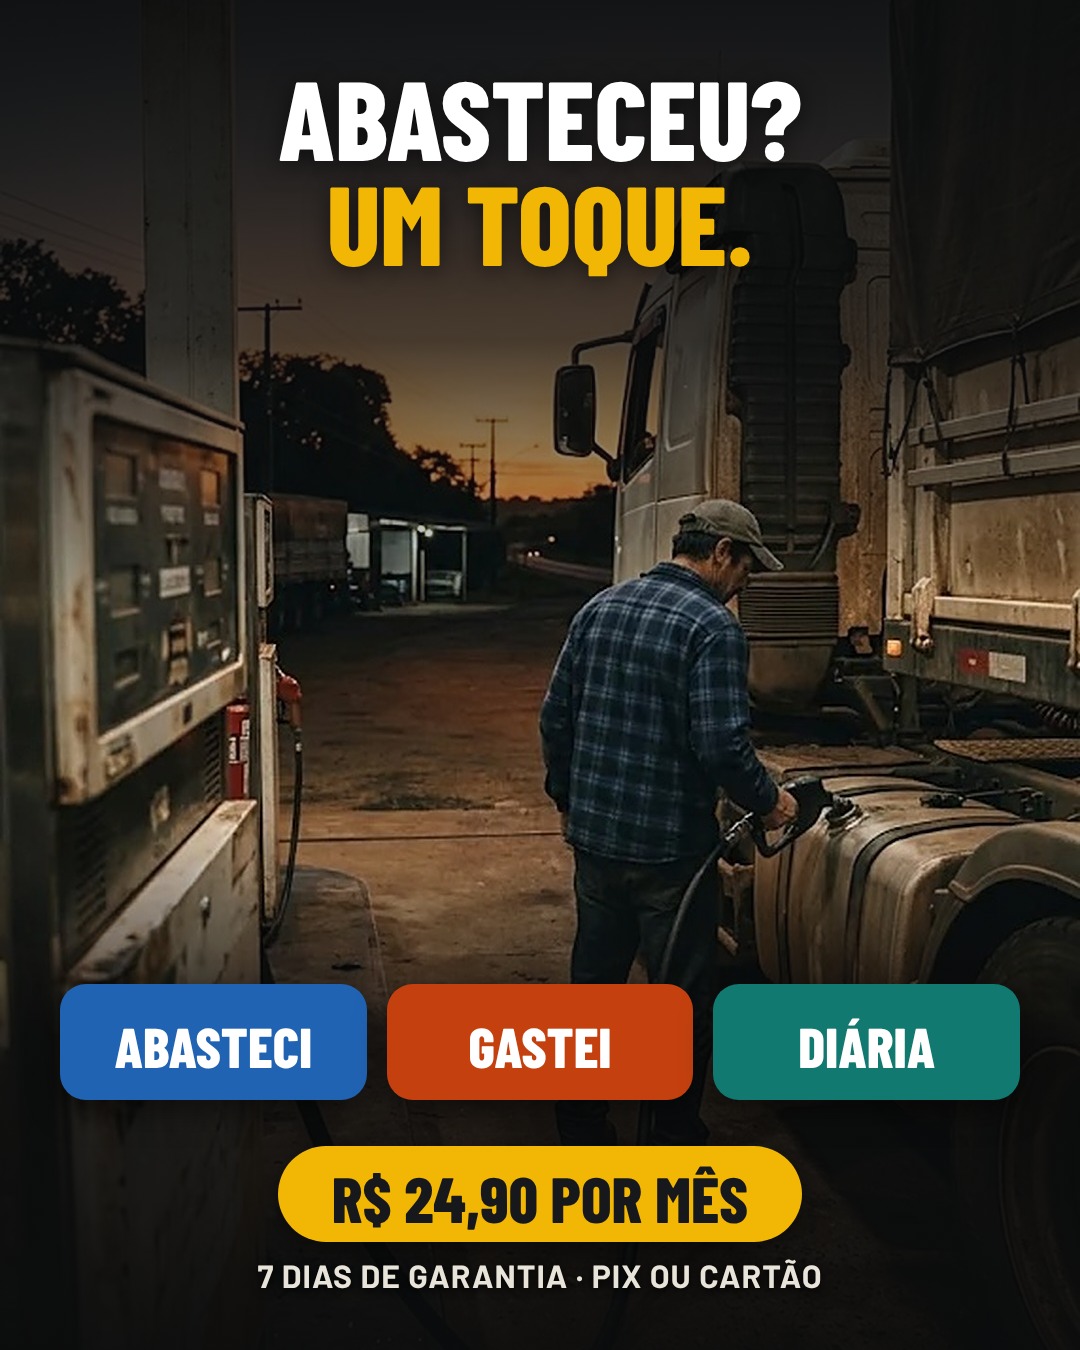 ABASTECEU?
UM TOQUE.
ABASTECI
GASTEI
DIÁRIA
R$ 24,90 POR MÊS
7 DIAS DE GARANTIA · PIX OU CARTÃO